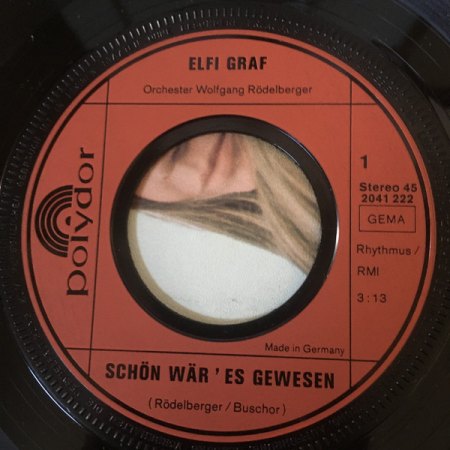 ELFI GRAF
Orchester Wolfgang Rödelberger
polydor
1
Stereo 45
2041 222
GEMA
Rhythmus /
RMI
3:13
Made in Germany
SCHÖN WÄR ' ES GEWESEN
(Rödelberger / Buschor)